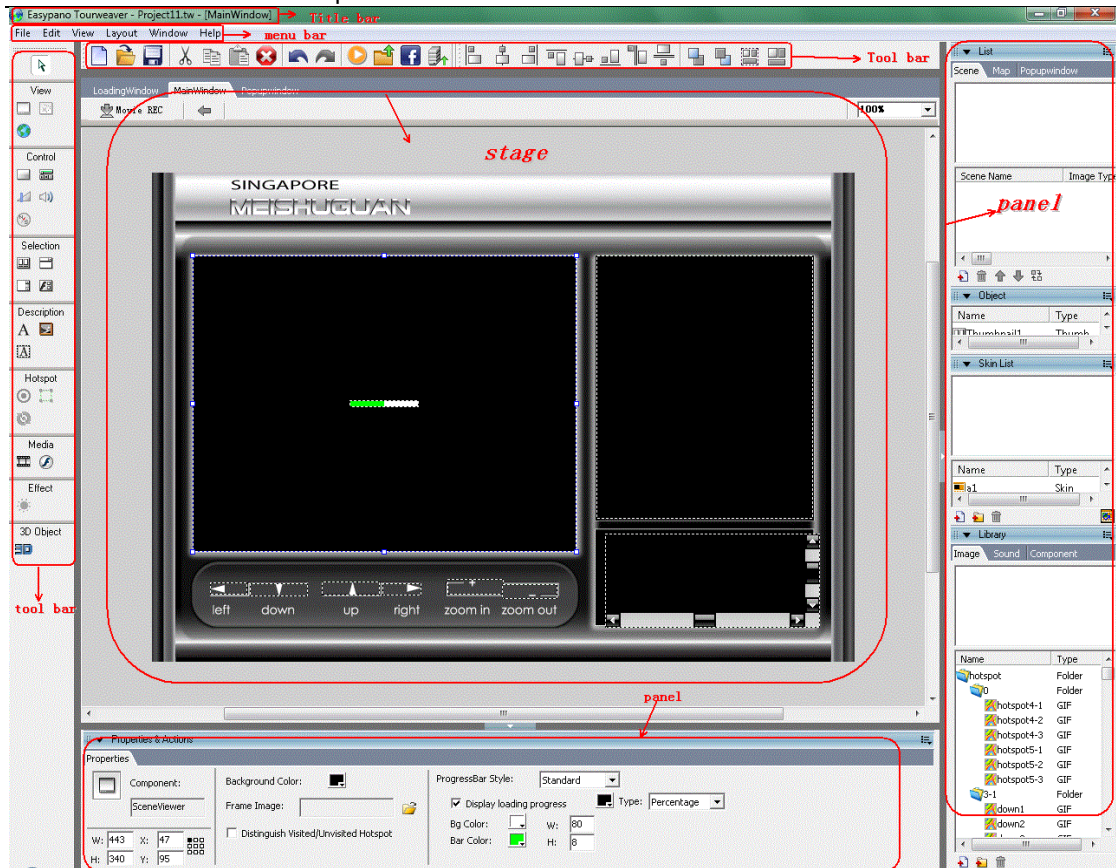 Easypano Tourweaver - Project11.tw - [MainWindow]
Title bar
File Edit View Layout Window Help
menu bar
Tool bar
View
Control
Selection
Description
Hotspot
Media
Effect
3D Object
tool bar
LoadingWindow MainWindow Popupwindow
Movie REC
100%
stage
SINGAPORE
MEISHUGUAN
left down up right zoom in zoom out
List
Scene Map Popupwindow
Scene Name Image Type
panel
Object
Name Type
Thumbnail1 Thumb
Skin List
Name Type
a1 Skin
Library
Image Sound Component
Name Type
hotspot Folder
0 Folder
hotspot4-1 GIF
hotspot4-2 GIF
hotspot4-3 GIF
hotspot5-1 GIF
hotspot5-2 GIF
hotspot5-3 GIF
3-1 Folder
down1 GIF
down2 GIF
panel
Properties & Actions
Properties
Component:
SceneViewer
W: 443 X: 47
H: 340 Y: 95
Background Color:
Frame Image:
Distinguish Visited/Unvisited Hotspot
ProgressBar Style: Standard
Display loading progress Type: Percentage
Bg Color: W: 80
Bar Color: H: 8